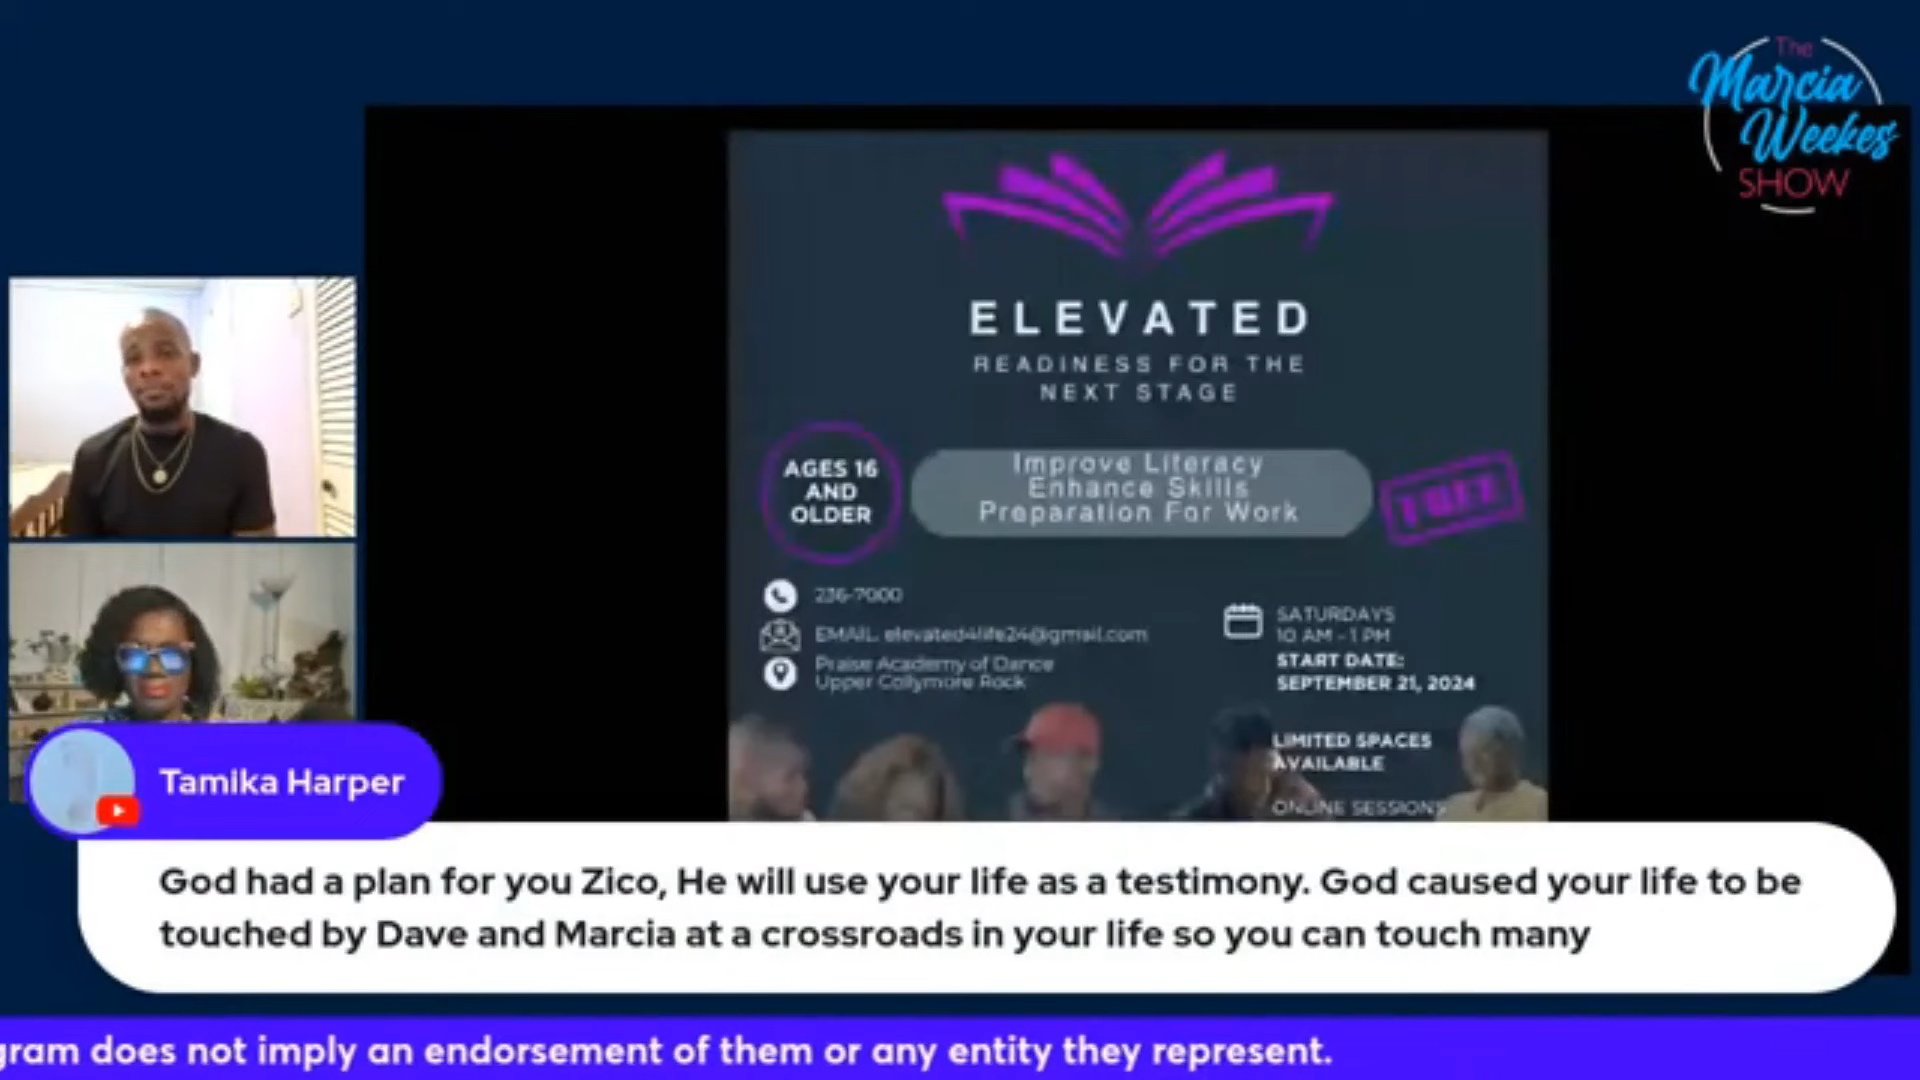 The
Marcia
Weekes
SHOW
ELEVATED
READINESS FOR THE
NEXT STAGE
AGES 16
AND
OLDER
Improve Literacy
Enhance Skills
Preparation For Work
FREE
236-7000
EMAIL: elevated4life24@gmail.com
Praise Academy of Dance
Upper Collymore Rock
SATURDAYS
10 AM - 1 PM
START DATE:
SEPTEMBER 21, 2024
LIMITED SPACES
AVAILABLE
ONLINE SESSIONS
Tamika Harper
God had a plan for you Zico, He will use your life as a testimony. God caused your life to be
touched by Dave and Marcia at a crossroads in your life so you can touch many
gram does not imply an endorsement of them or any entity they represent.